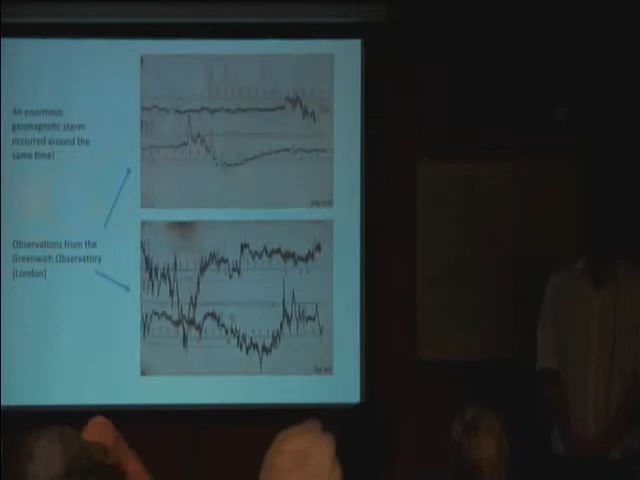 An enormous
geomagnetic storm
occurred around the
same time!
Observations from the
Greenwich Observatory
(London)